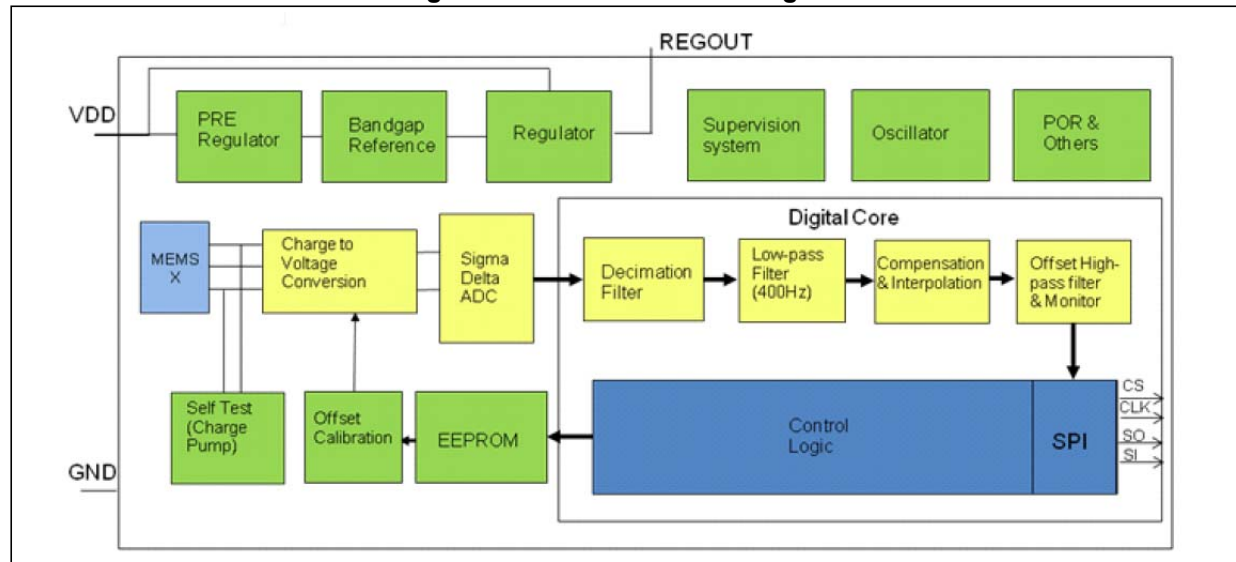 REGOUT
VDD
PRE
Regulator
Bandgap
Reference
Regulator
Supervision
system
Oscillator
POR &
Others
Digital Core
MEMS
X
Charge to
Voltage
Conversion
Sigma
Delta
ADC
Decimation
Filter
Low-pass
Filter
(400Hz)
Compensation
& Interpolation
Offset High-
pass filter
& Monitor
Self Test
(Charge
Pump)
Offset
Calibration
EEPROM
Control
Logic
SPI
CS
CLK
SO
SI
GND